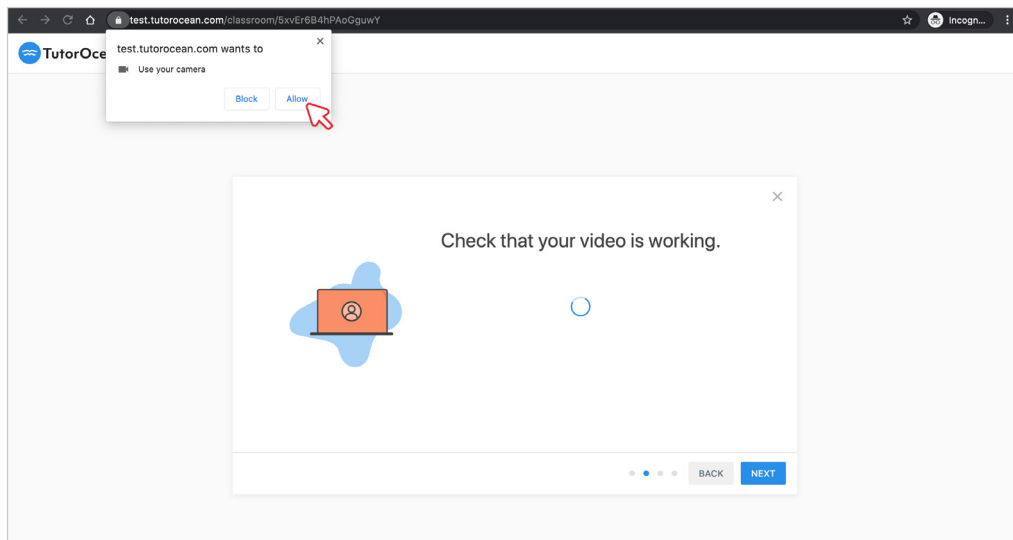 test.tutorocean.com/classroom/5xvEr6B4hPAoGguwY
Incogn...
TutorOce
test.tutorocean.com wants to
Use your camera
Block
Allow
Check that your video is working.
BACK
NEXT